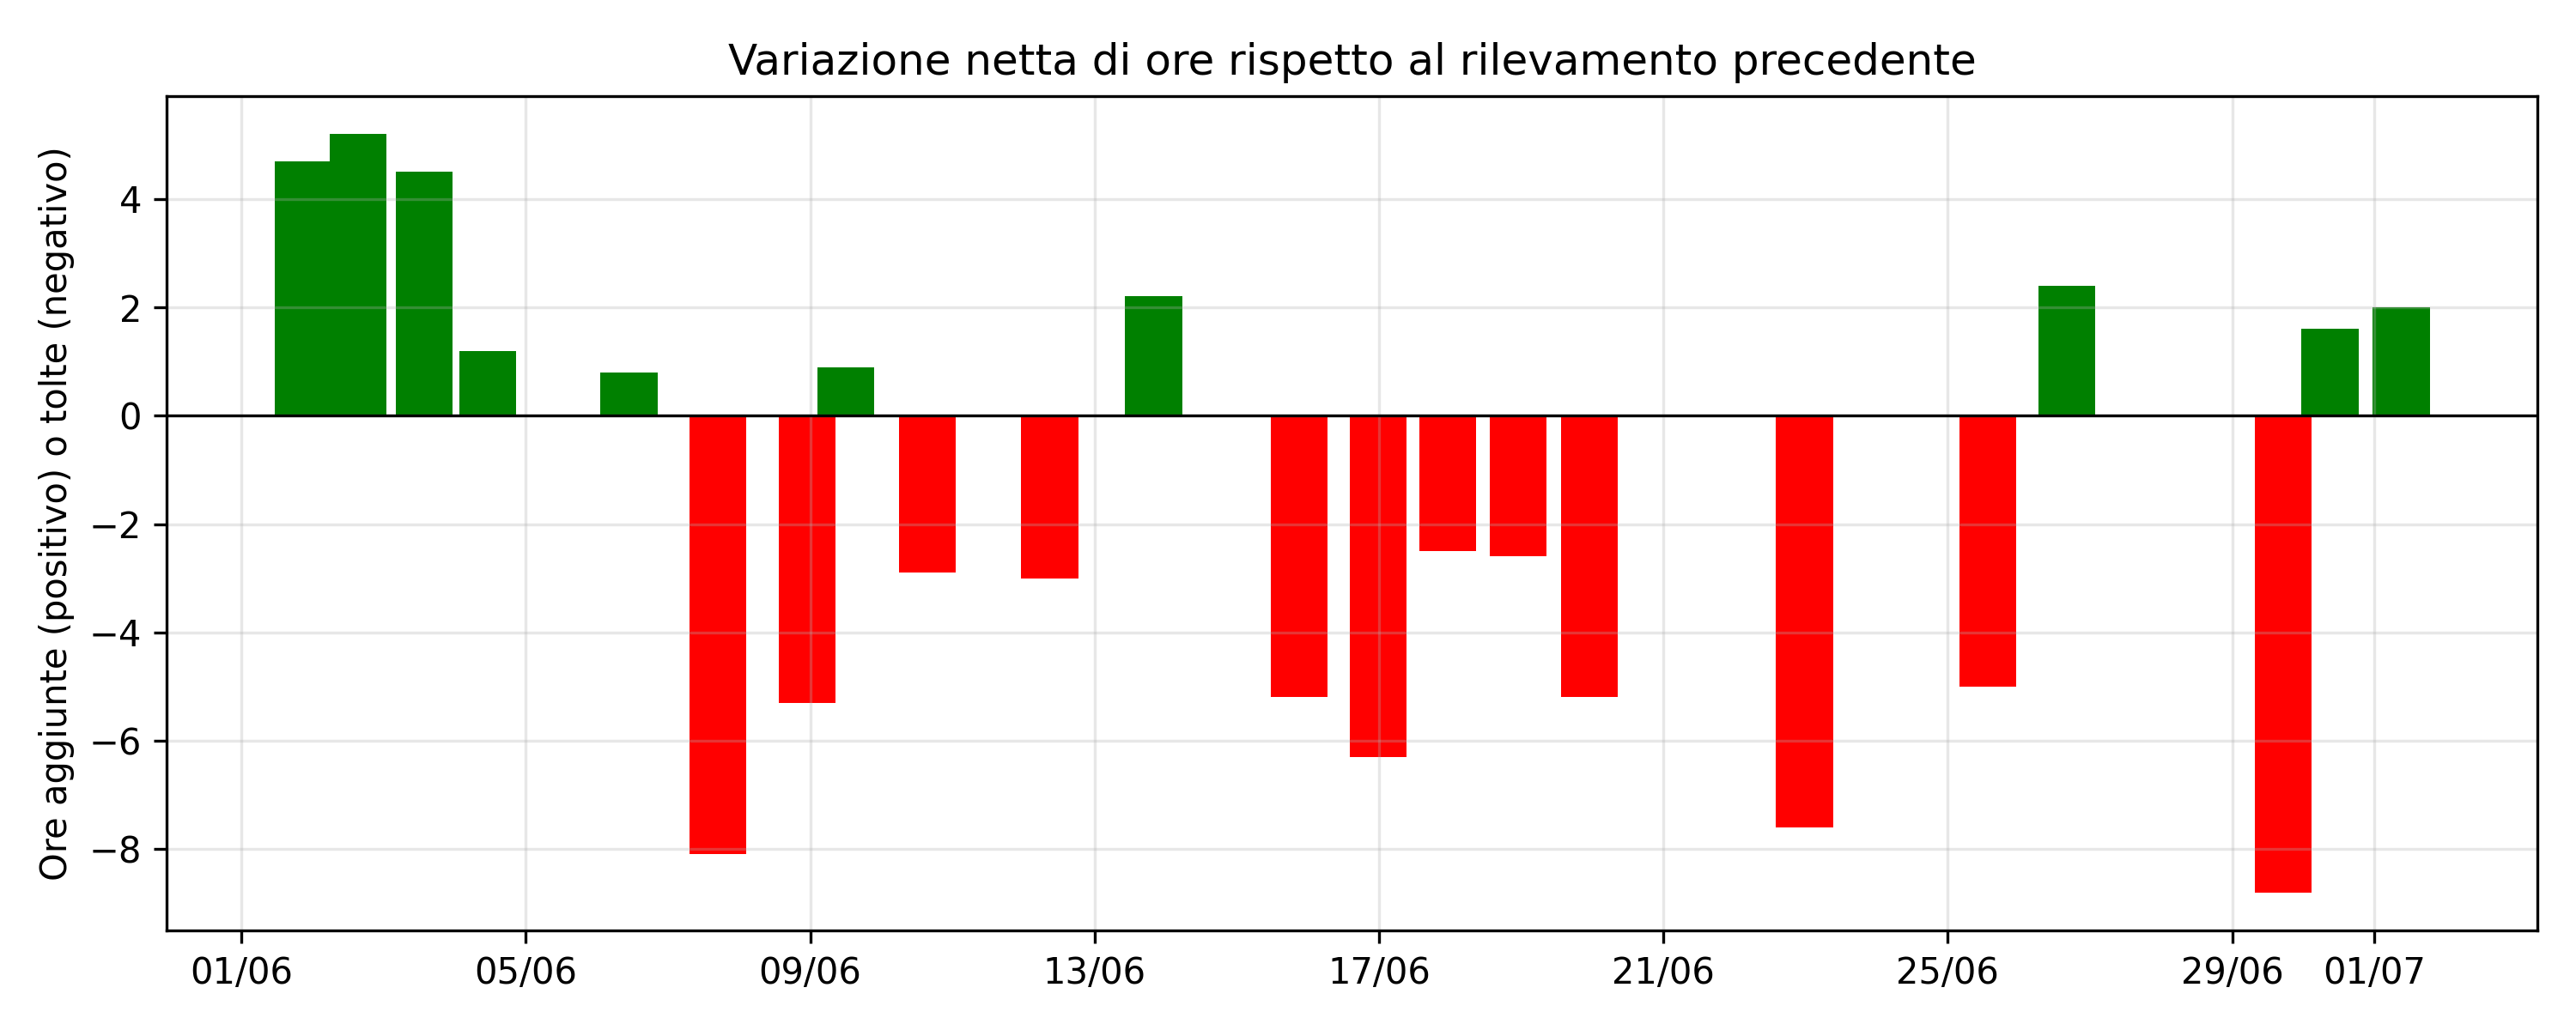 Variazione netta di ore rispetto al rilevamento precedente
Ore aggiunte (positivo) o tolte (negativo)
4
2
0
−2
−4
−6
−8
01/06 05/06 09/06 13/06 17/06 21/06 25/06 29/06 01/07